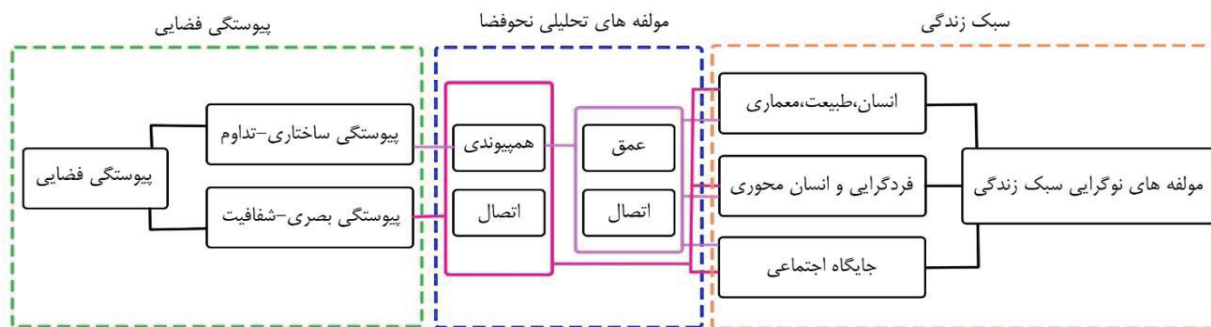 سبک زندگی
مولفه های تحلیلی نحوفضا
پیوستگی فضایی
مولفه های نوگرایی سبک زندگی
انسان،طبیعت،معماری
فردگرایی و انسان محوری
جایگاه اجتماعی
عمق
اتصال
همپیوندی
اتصال
پیوستگی ساختاری-تداوم
پیوستگی بصری-شفافیت
پیوستگی فضایی